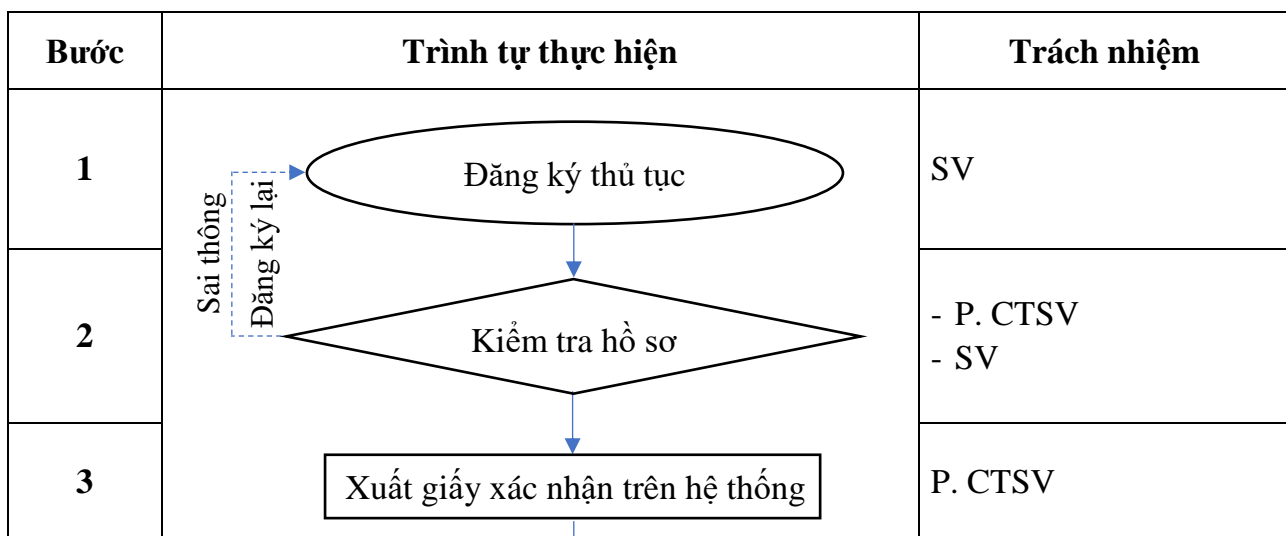 Bước
Trình tự thực hiện
Trách nhiệm
1
Sai thông
Đăng ký lại
Đăng ký thủ tục
SV
2
Kiểm tra hồ sơ
- P. CTSV
- SV
3
Xuất giấy xác nhận trên hệ thống
P. CTSV